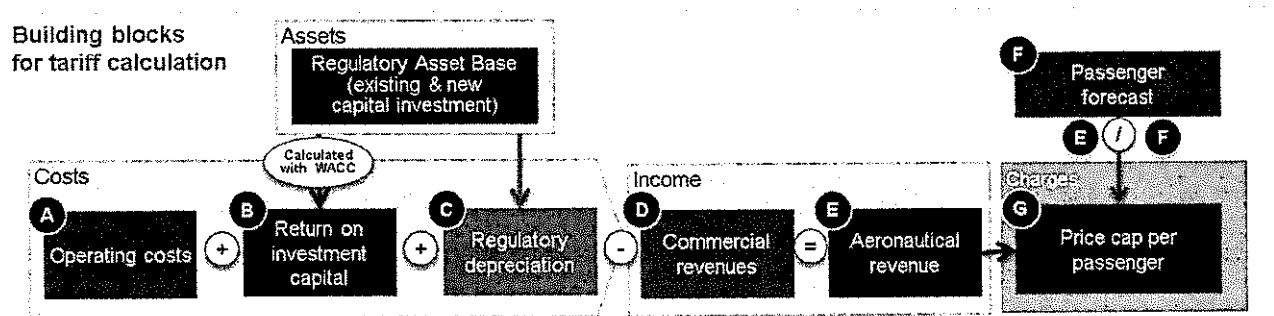 Building blocks
for tariff calculation
Assets
Regulatory Asset Base
(existing & new
capital investment)
F
Passenger
forecast
E / F
Calculated
with WACC
Costs
A
Operating costs
+
B
Return on
investment
capital
+
C
Regulatory
depreciation
-
Income
D
Commercial
revenues
=
E
Aeronautical
revenue
Charges
G
Price cap per
passenger